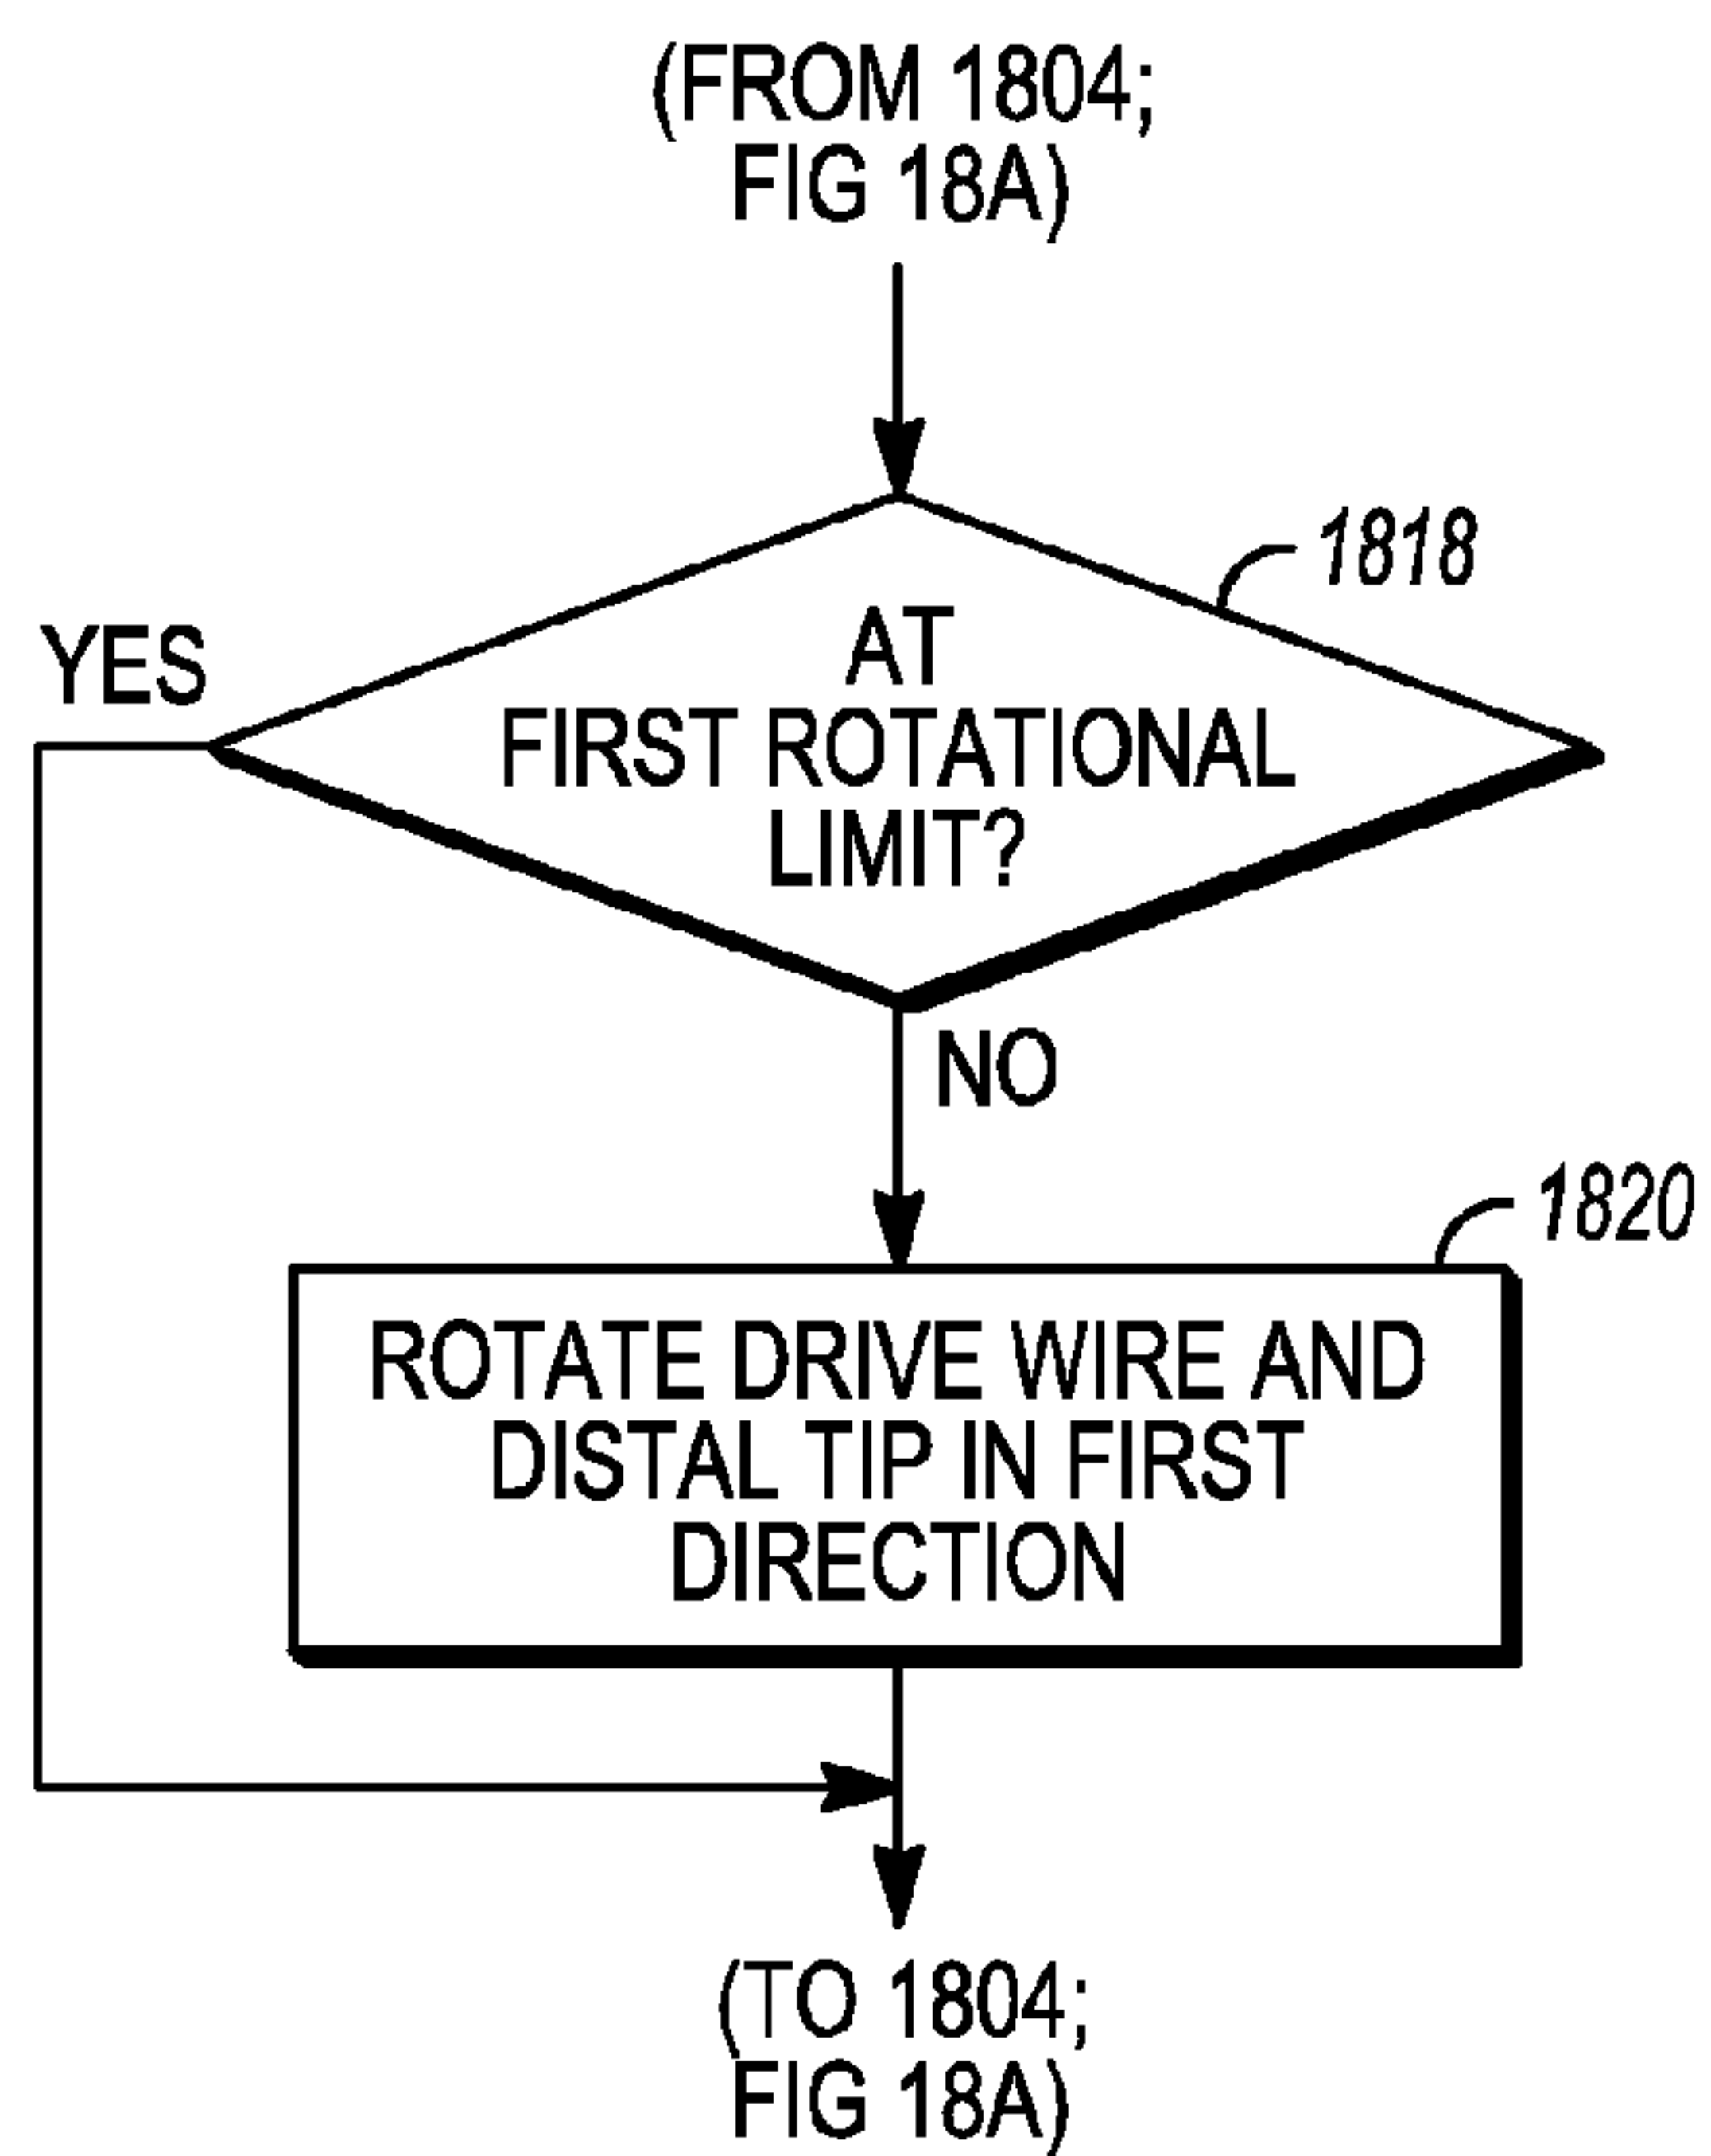 (FROM 1804;
FIG 18A)
1818
YES
AT
FIRST ROTATIONAL
LIMIT?
NO
1820
ROTATE DRIVE WIRE AND
DISTAL TIP IN FIRST
DIRECTION
(TO 1804;
FIG 18A)